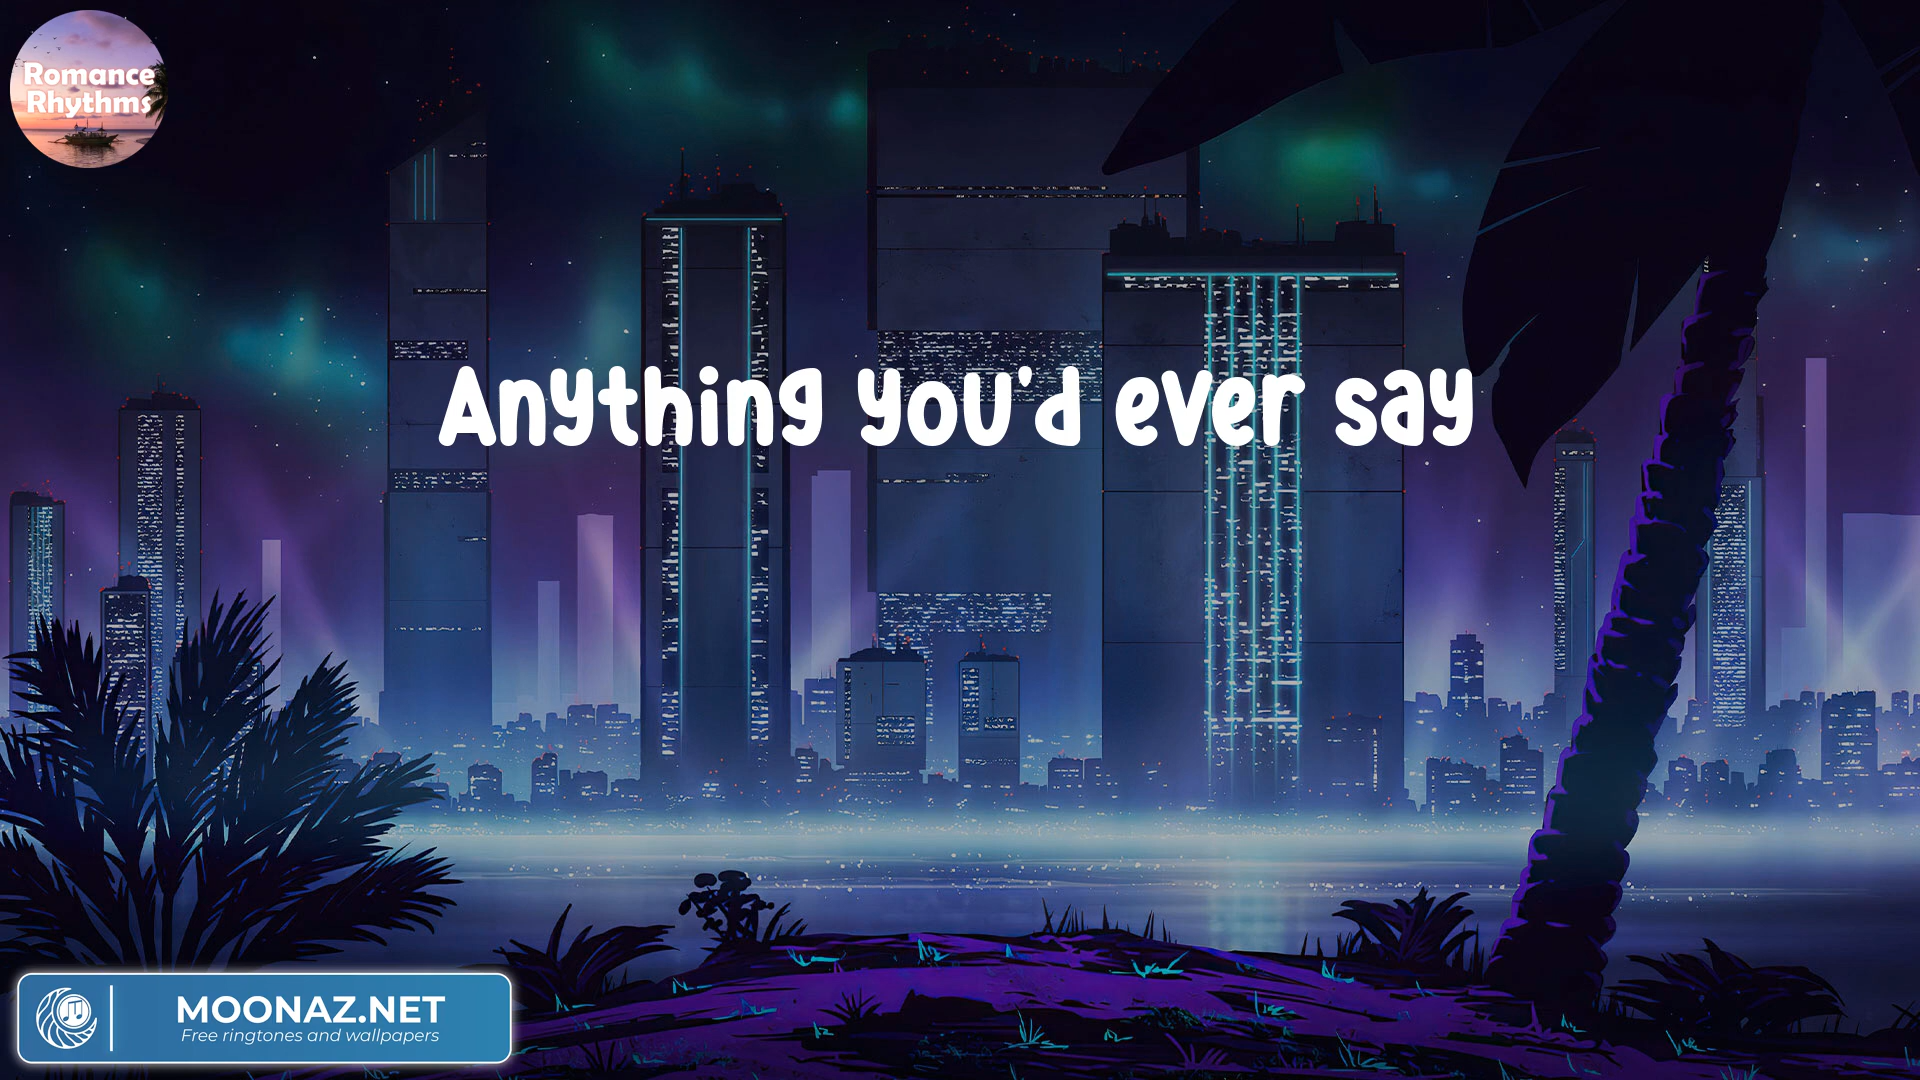 Romance
Rhythms
Anything you'd ever say
MOONAZ.NET
Free ringtones and wallpapers